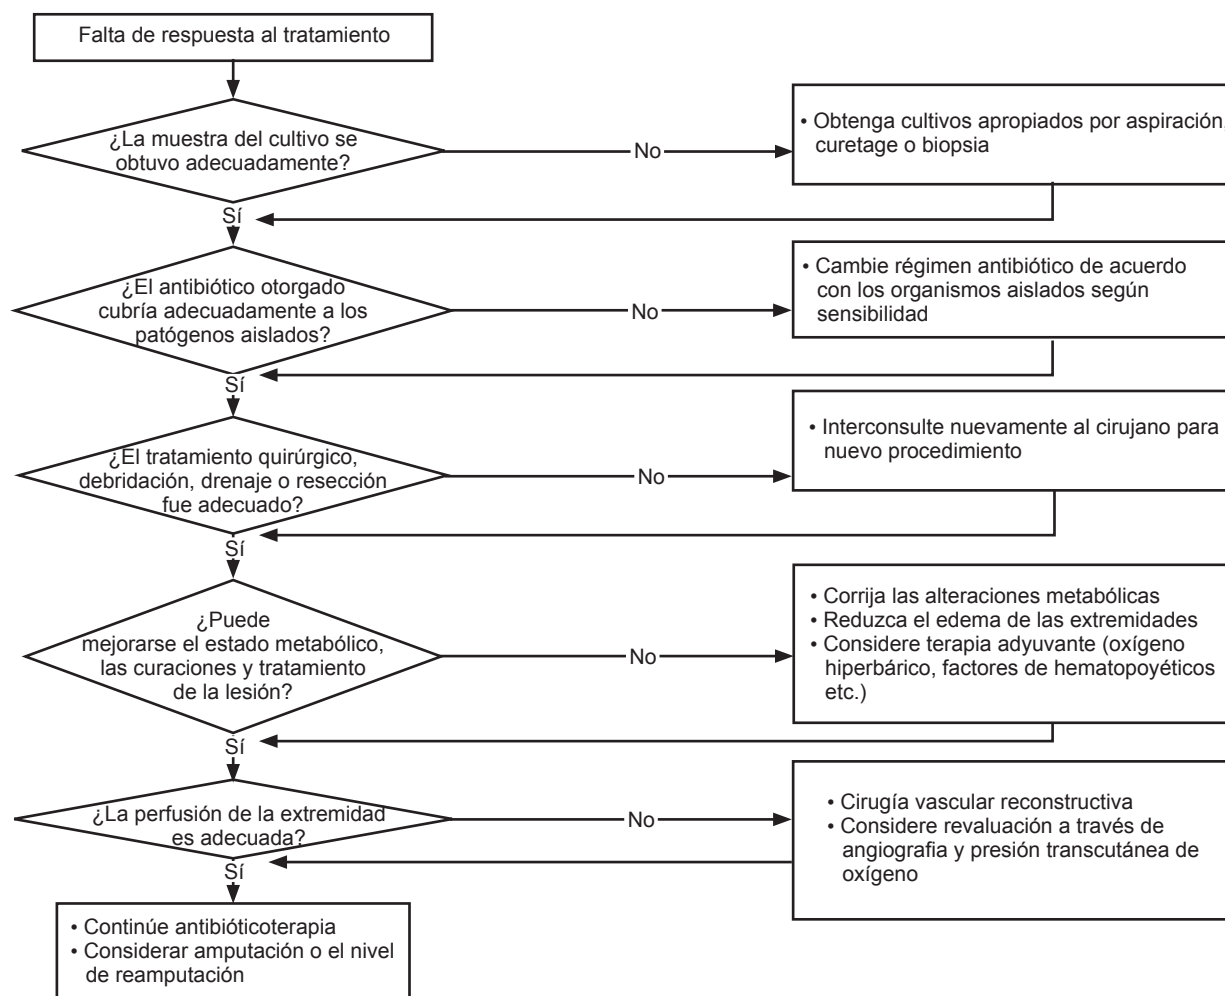 Falta de respuesta al tratamiento
¿La muestra del cultivo se
obtuvo adecuadamente?
No
• Obtenga cultivos apropiados por aspiración,
curetage o biopsia
Sí
¿El antibiótico otorgado
cubría adecuadamente a los
patógenos aislados?
No
• Cambie régimen antibiótico de acuerdo
con los organismos aislados según
sensibilidad
Sí
¿El tratamiento quirúrgico,
debridación, drenaje o resección
fue adecuado?
No
• Interconsulte nuevamente al cirujano para
nuevo procedimiento
Sí
¿Puede
mejorarse el estado metabólico,
las curaciones y tratamiento
de la lesión?
No
• Corrija las alteraciones metabólicas
• Reduzca el edema de las extremidades
• Considere terapia adyuvante (oxígeno
hiperbárico, factores de hematopoyéticos
etc.)
Sí
¿La perfusión de la extremidad
es adecuada?
No
• Cirugía vascular reconstructiva
• Considere revaluación a través de
angiografia y presión transcutánea de
oxígeno
Sí
• Continúe antibióticoterapia
• Considerar amputación o el nivel
de reamputación